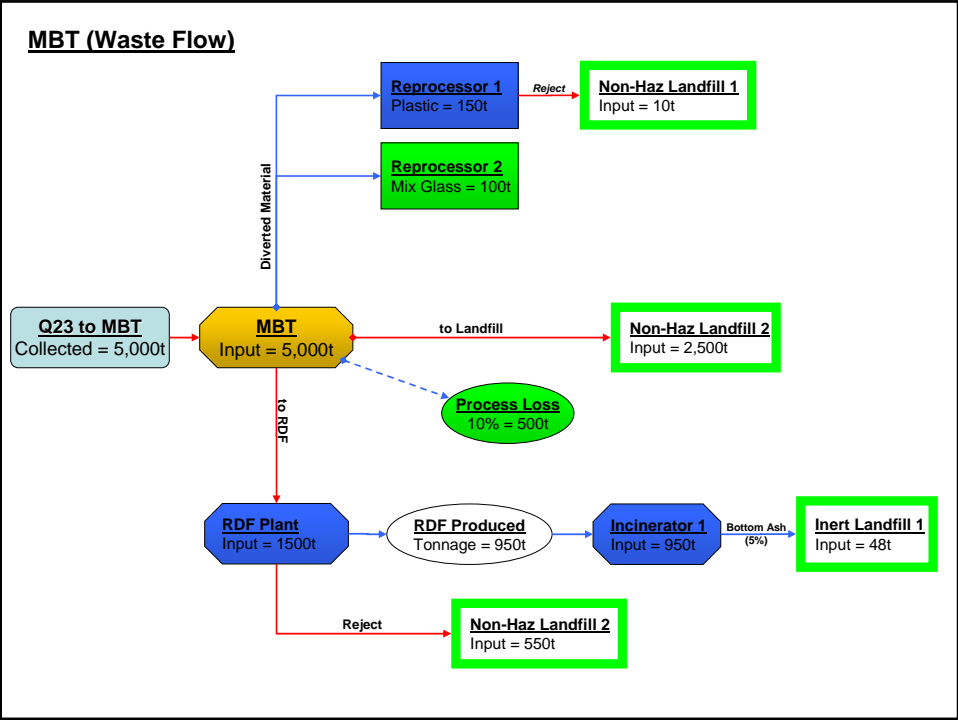 MBT (Waste Flow)
Reprocessor 1
Plastic = 150t
Reject
Non-Haz Landfill 1
Input = 10t
Reprocessor 2
Mix Glass = 100t
Diverted Material
Q23 to MBT
Collected = 5,000t
MBT
Input = 5,000t
to Landfill
Non-Haz Landfill 2
Input = 2,500t
Process Loss
10% = 500t
to RDF
RDF Plant
Input = 1500t
RDF Produced
Tonnage = 950t
Incinerator 1
Input = 950t
Bottom Ash
(5%)
Inert Landfill 1
Input = 48t
Reject
Non-Haz Landfill 2
Input = 550t